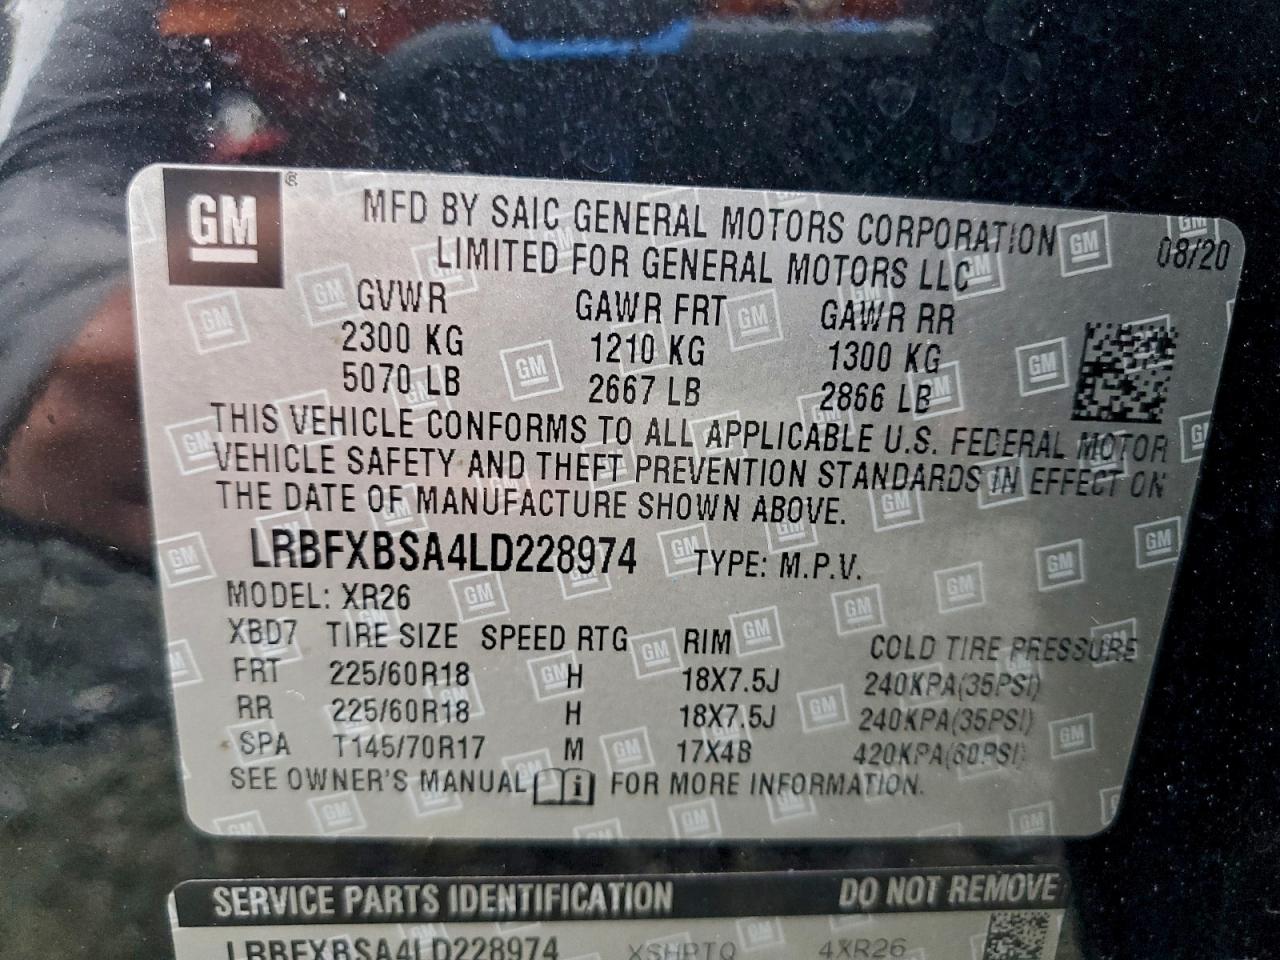 GM ®
MFD BY SAIC GENERAL MOTORS CORPORATION
LIMITED FOR GENERAL MOTORS LLC
08/20
GVWR GAWR FRT GAWR RR
2300 KG 1210 KG 1300 KG
5070 LB 2667 LB 2866 LB
THIS VEHICLE CONFORMS TO ALL APPLICABLE U.S. FEDERAL MOTOR
VEHICLE SAFETY AND THEFT PREVENTION STANDARDS IN EFFECT ON
THE DATE OF MANUFACTURE SHOWN ABOVE.
LRBFXBSA4LD228974 TYPE: M.P.V.
MODEL: XR26
XBD7 TIRE SIZE SPEED RTG RIM COLD TIRE PRESSURE
FRT 225/60R18 H 18X7.5J 240KPA(35PSI)
RR 225/60R18 H 18X7.5J 240KPA(35PSI)
SPA T145/70R17 M 17X4B 420KPA(60PSI)
SEE OWNER'S MANUAL i FOR MORE INFORMATION.
SERVICE PARTS IDENTIFICATION DO NOT REMOVE
LRBFXBSA4LD228974 XSHPTQ 4XR26